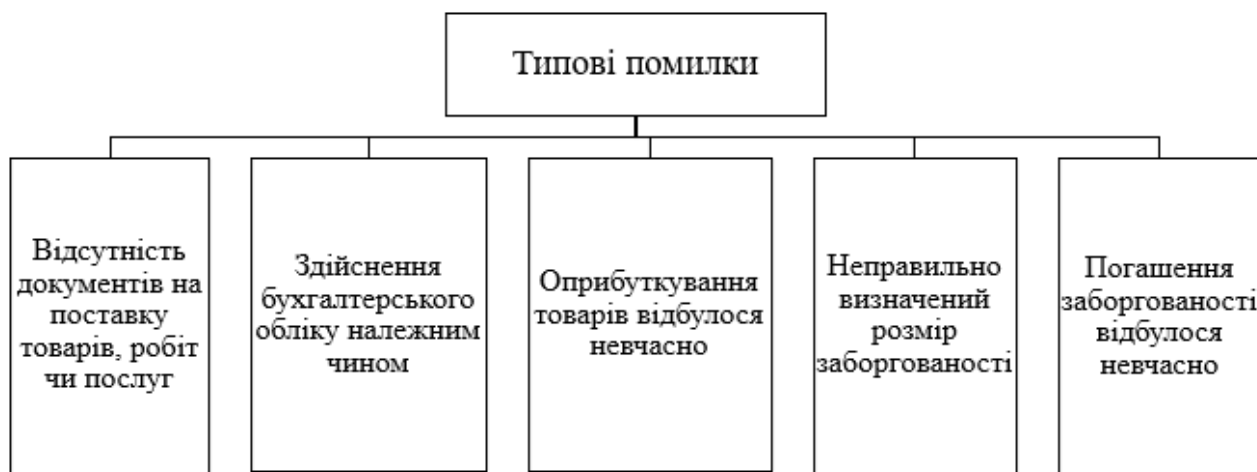 Типові помилки
Відсутність
документів на
поставку
товарів, робіт
чи послуг
Здійснення
бухгалтерського
обліку належним
чином
Оприбуткування
товарів відбулося
невчасно
Неправильно
визначений
розмір
заборгованості
Погашення
заборгованості
відбулося
невчасно